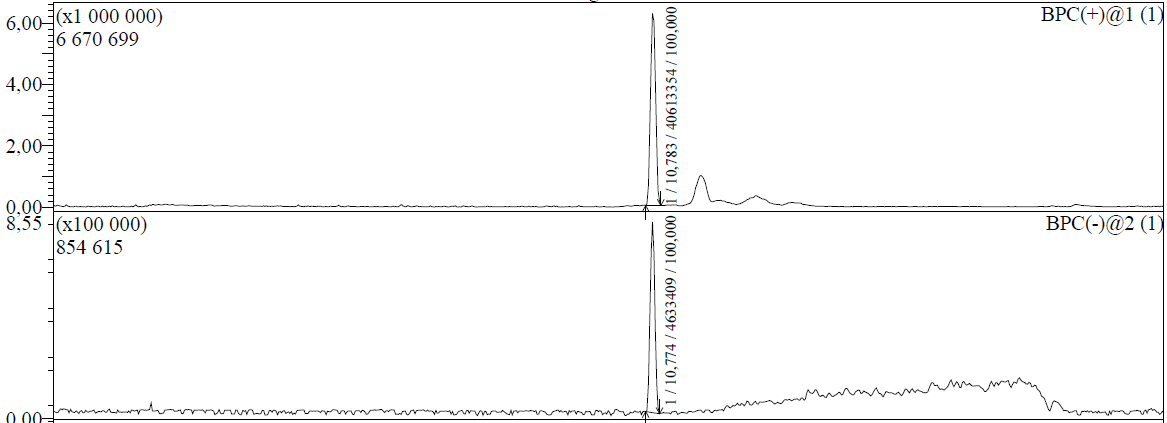 6,00
(x1 000 000)
BPC(+)@1 (1)
6 670 699
4,00
2,00
0,00
1 / 10,783 / 40613354 / 100,000
8,55
(x100 000)
BPC(-)@2 (1)
854 615
0,00
1 / 10,774 / 4633409 / 100,000